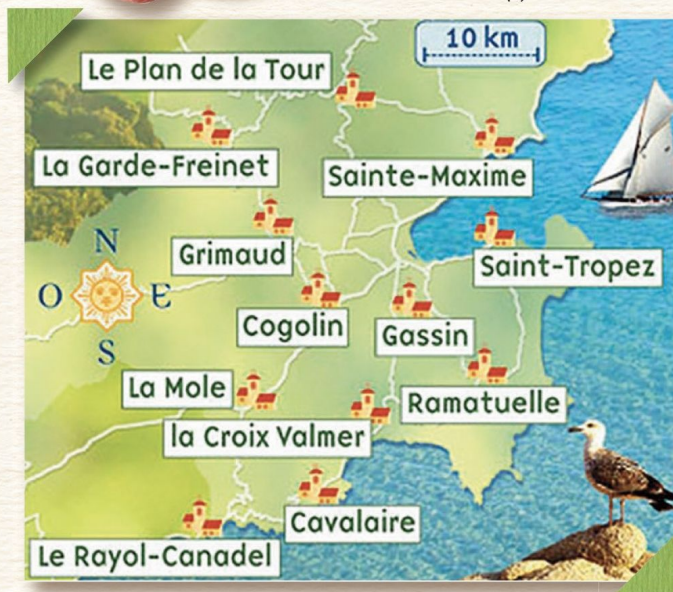 10 km
Le Plan de la Tour
La Garde-Freinet
Sainte-Maxime
N
Grimaud
Saint-Tropez
O
E
Cogolin
Gassin
S
La Mole
Ramatuelle
la Croix Valmer
Cavalaire
Le Rayol-Canadel